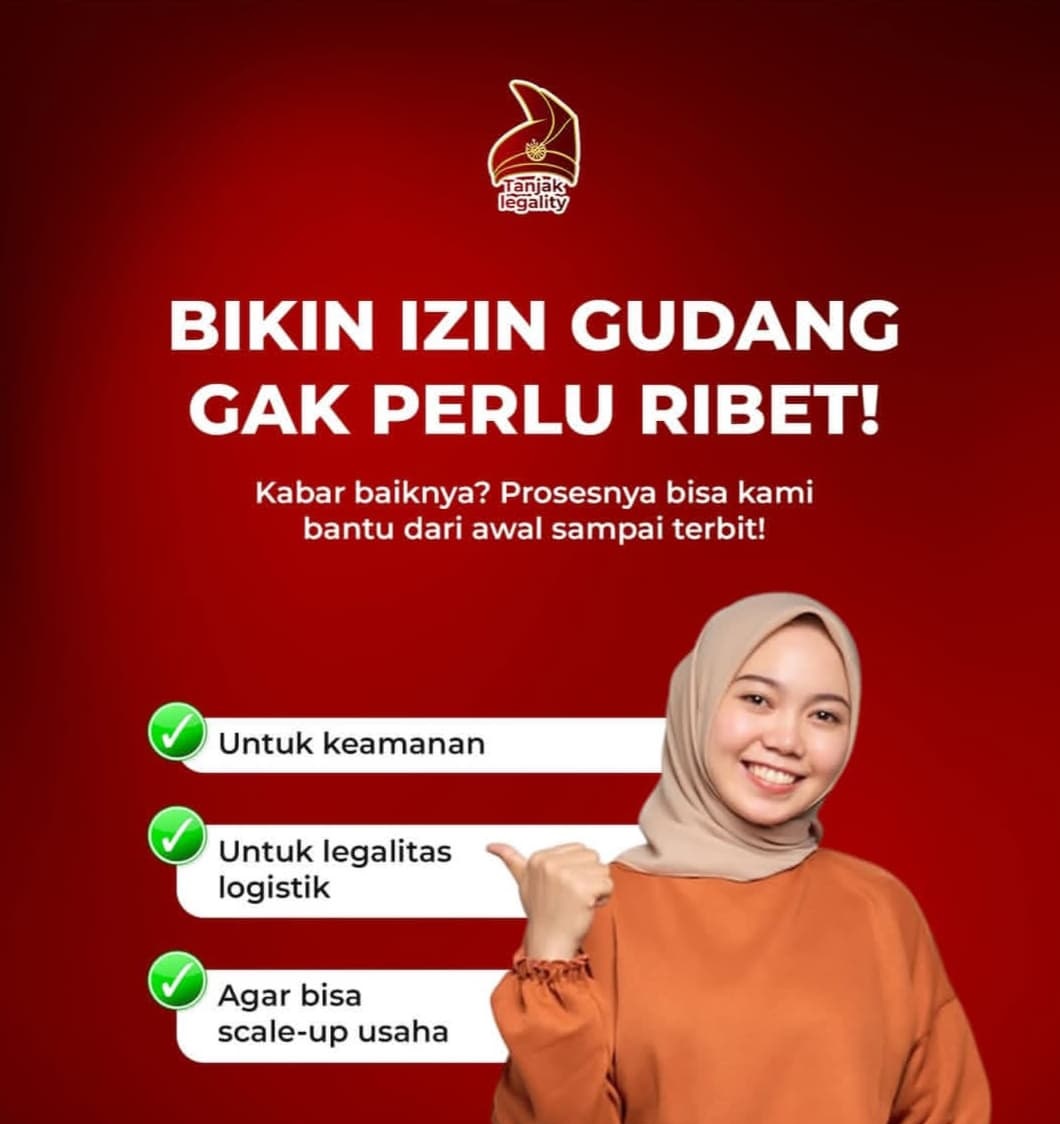 Tanjak
legality
BIKIN IZIN GUDANG
GAK PERLU RIBET!
Kabar baiknya? Prosesnya bisa kami
bantu dari awal sampai terbit!
Untuk keamanan
Untuk legalitas
logistik
Agar bisa
scale-up usaha